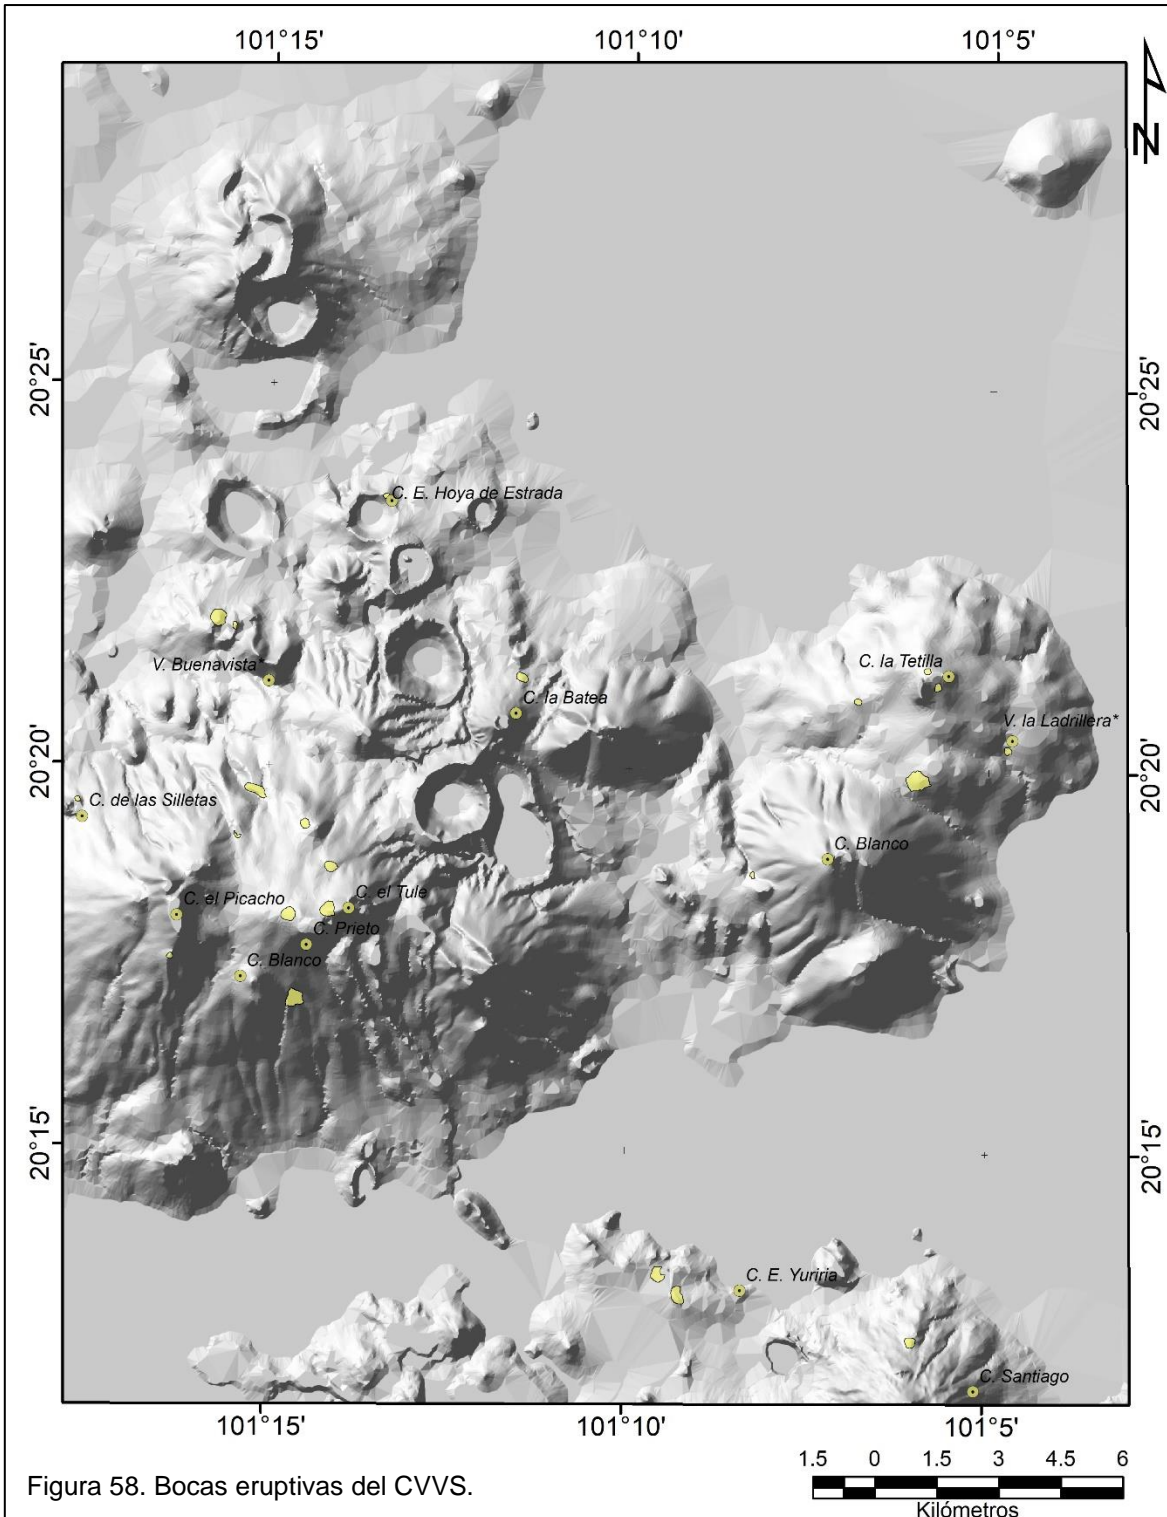 101°15' 101°10' 101°5'
N
20°25' 20°25'
C. E. Hoya de Estrada
V. Buenavista*
C. la Tetilla
C. la Batea
V. la Ladrillera*
20°20' 20°20'
C. de las Silletas
C. Blanco
C. el Picacho
C. el Tule
C. Prieto
C. Blanco
20°15' 20°15'
C. E. Yuriria
C. Santiago
101°15' 101°10' 101°5'
1.5 0 1.5 3 4.5 6
Kilómetros
Figura 58. Bocas eruptivas del CVVS.